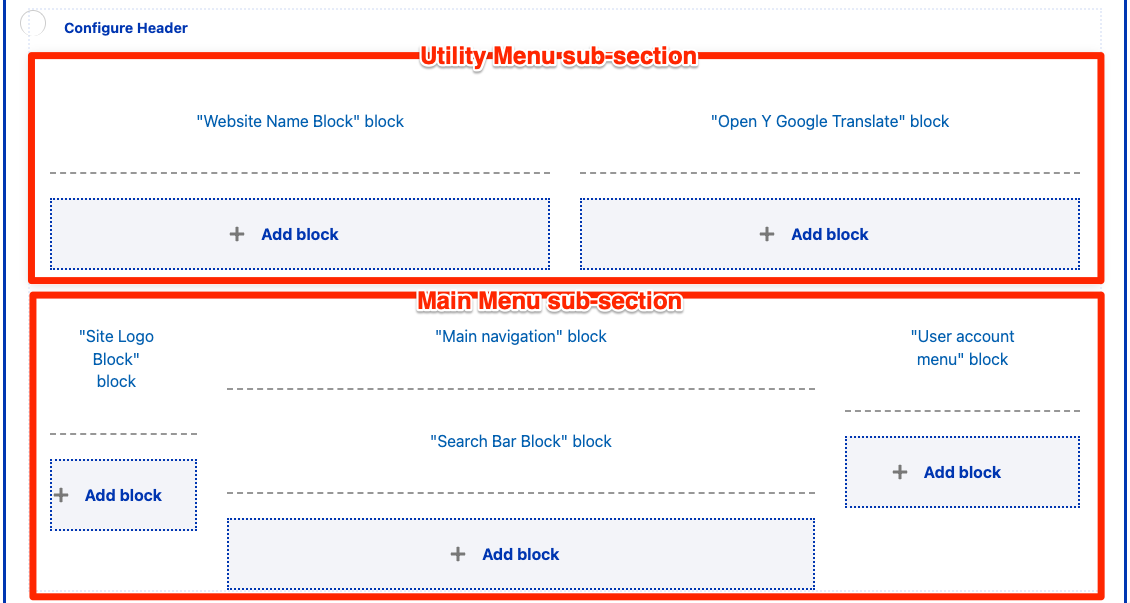 Configure Header
Utility Menu sub-section
"Website Name Block" block
"Open Y Google Translate" block
Add block
Add block
Main Menu sub-section
"Site Logo
Block"
block
Add block
"Main navigation" block
"Search Bar Block" block
Add block
"User account
menu" block
Add block